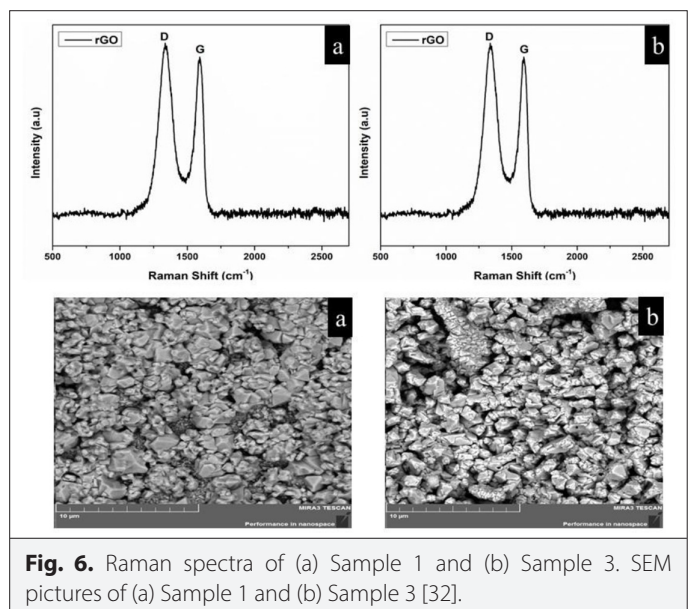 rGO
a
D
G
Intensity (a.u)
500 1000 1500 2000 2500
Raman Shift (cm⁻¹)
rGO
b
D
G
Intensity (a.u)
500 1000 1500 2000 2500
Raman Shift (cm⁻¹)
a
10 µm
MIRA3 TESCAN
Performance in nanospace
b
10 µm
MIRA3 TESCAN
Performance in nanospace
Fig. 6. Raman spectra of (a) Sample 1 and (b) Sample 3. SEM
pictures of (a) Sample 1 and (b) Sample 3 [32].